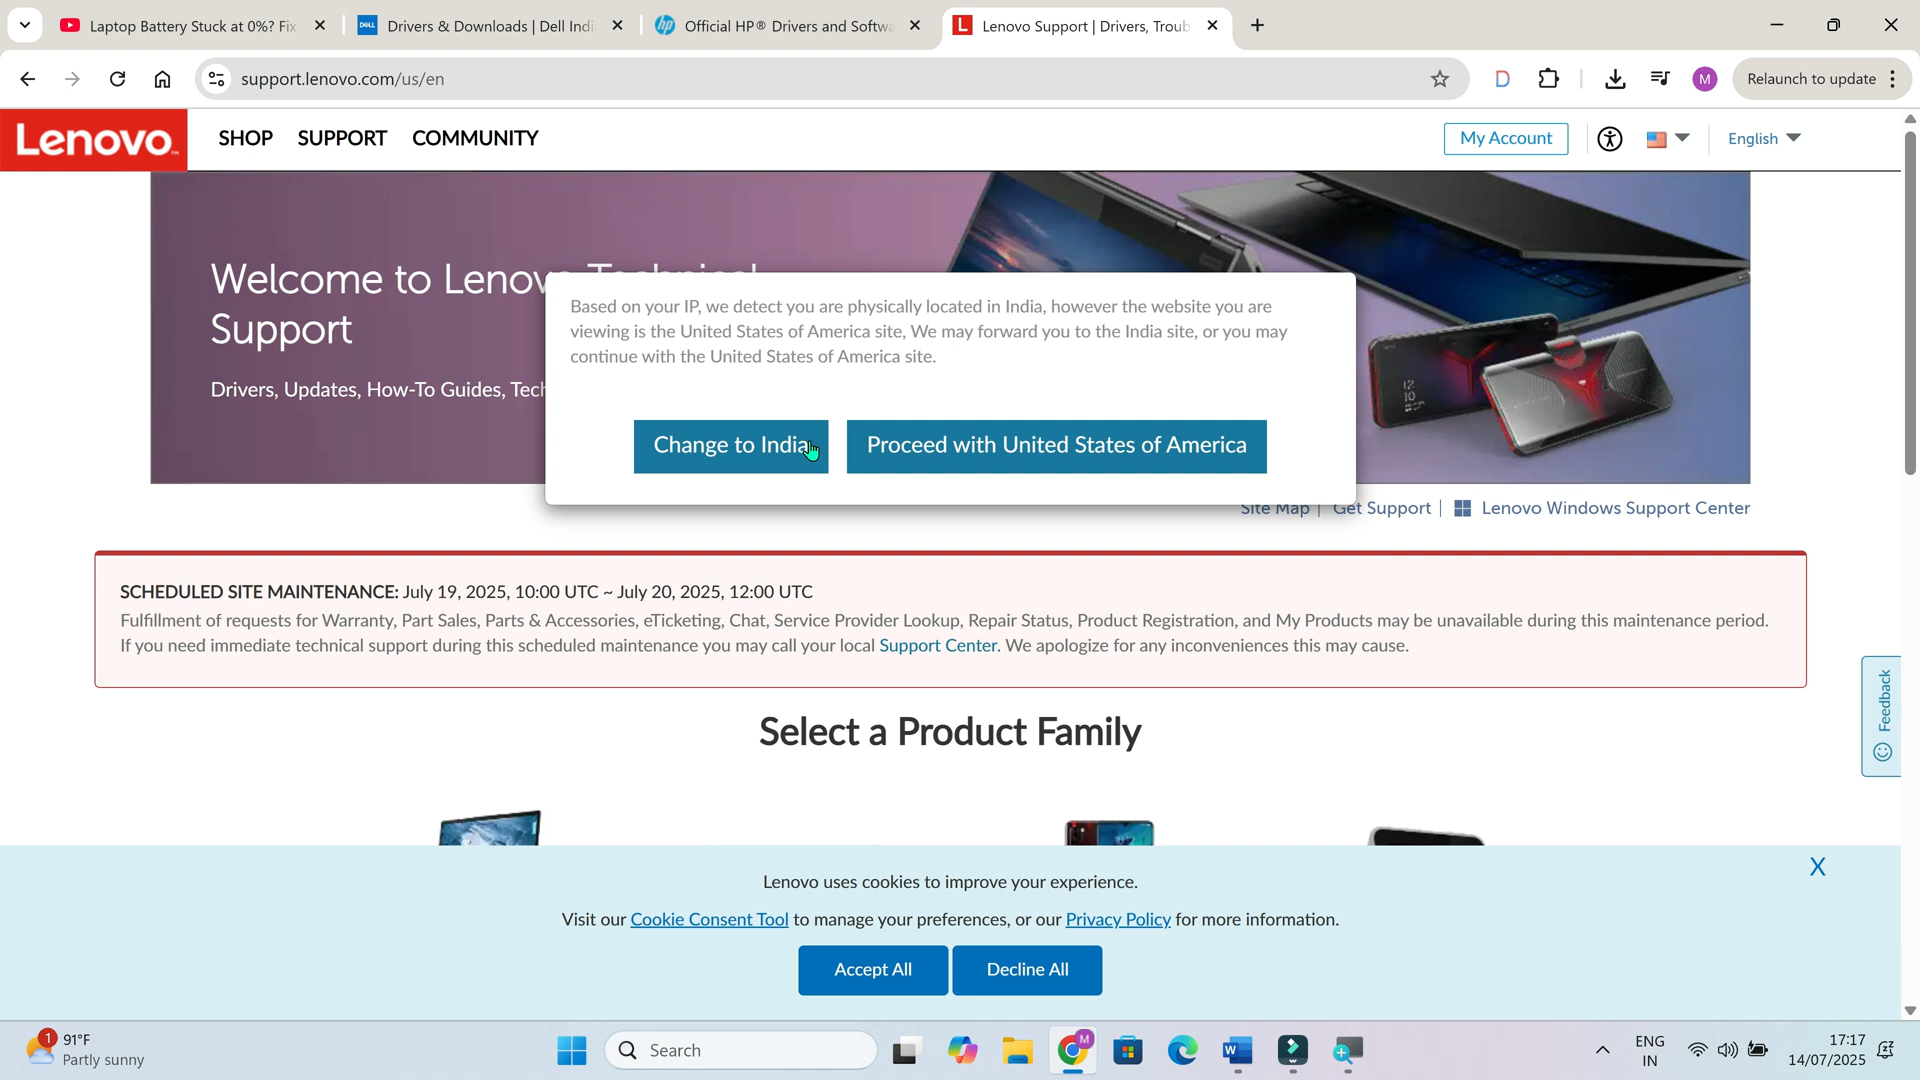 Laptop Battery Stuck at 0%? Fix
Drivers & Downloads | Dell Indi
Official HP® Drivers and Softwa
Lenovo Support | Drivers, Troub
support.lenovo.com/us/en
D
M
Relaunch to update
Lenovo
SHOP SUPPORT COMMUNITY
My Account
English
Welcome to Lenovo Technical
Support
Drivers, Updates, How-To Guides, Tech
Based on your IP, we detect you are physically located in India, however the website you are
viewing is the United States of America site, We may forward you to the India site, or you may
continue with the United States of America site.
Change to India
Proceed with United States of America
Site Map | Get Support | Lenovo Windows Support Center
SCHEDULED SITE MAINTENANCE: July 19, 2025, 10:00 UTC ~ July 20, 2025, 12:00 UTC
Fulfillment of requests for Warranty, Part Sales, Parts & Accessories, eTicketing, Chat, Service Provider Lookup, Repair Status, Product Registration, and My Products may be unavailable during this maintenance period.
If you need immediate technical support during this scheduled maintenance you may call your local Support Center. We apologize for any inconveniences this may cause.
Feedback
Select a Product Family
X
Lenovo uses cookies to improve your experience.
Visit our Cookie Consent Tool to manage your preferences, or our Privacy Policy for more information.
Accept All
Decline All
1
91°F
Partly sunny
Search
M
ENG
IN
17:17
14/07/2025